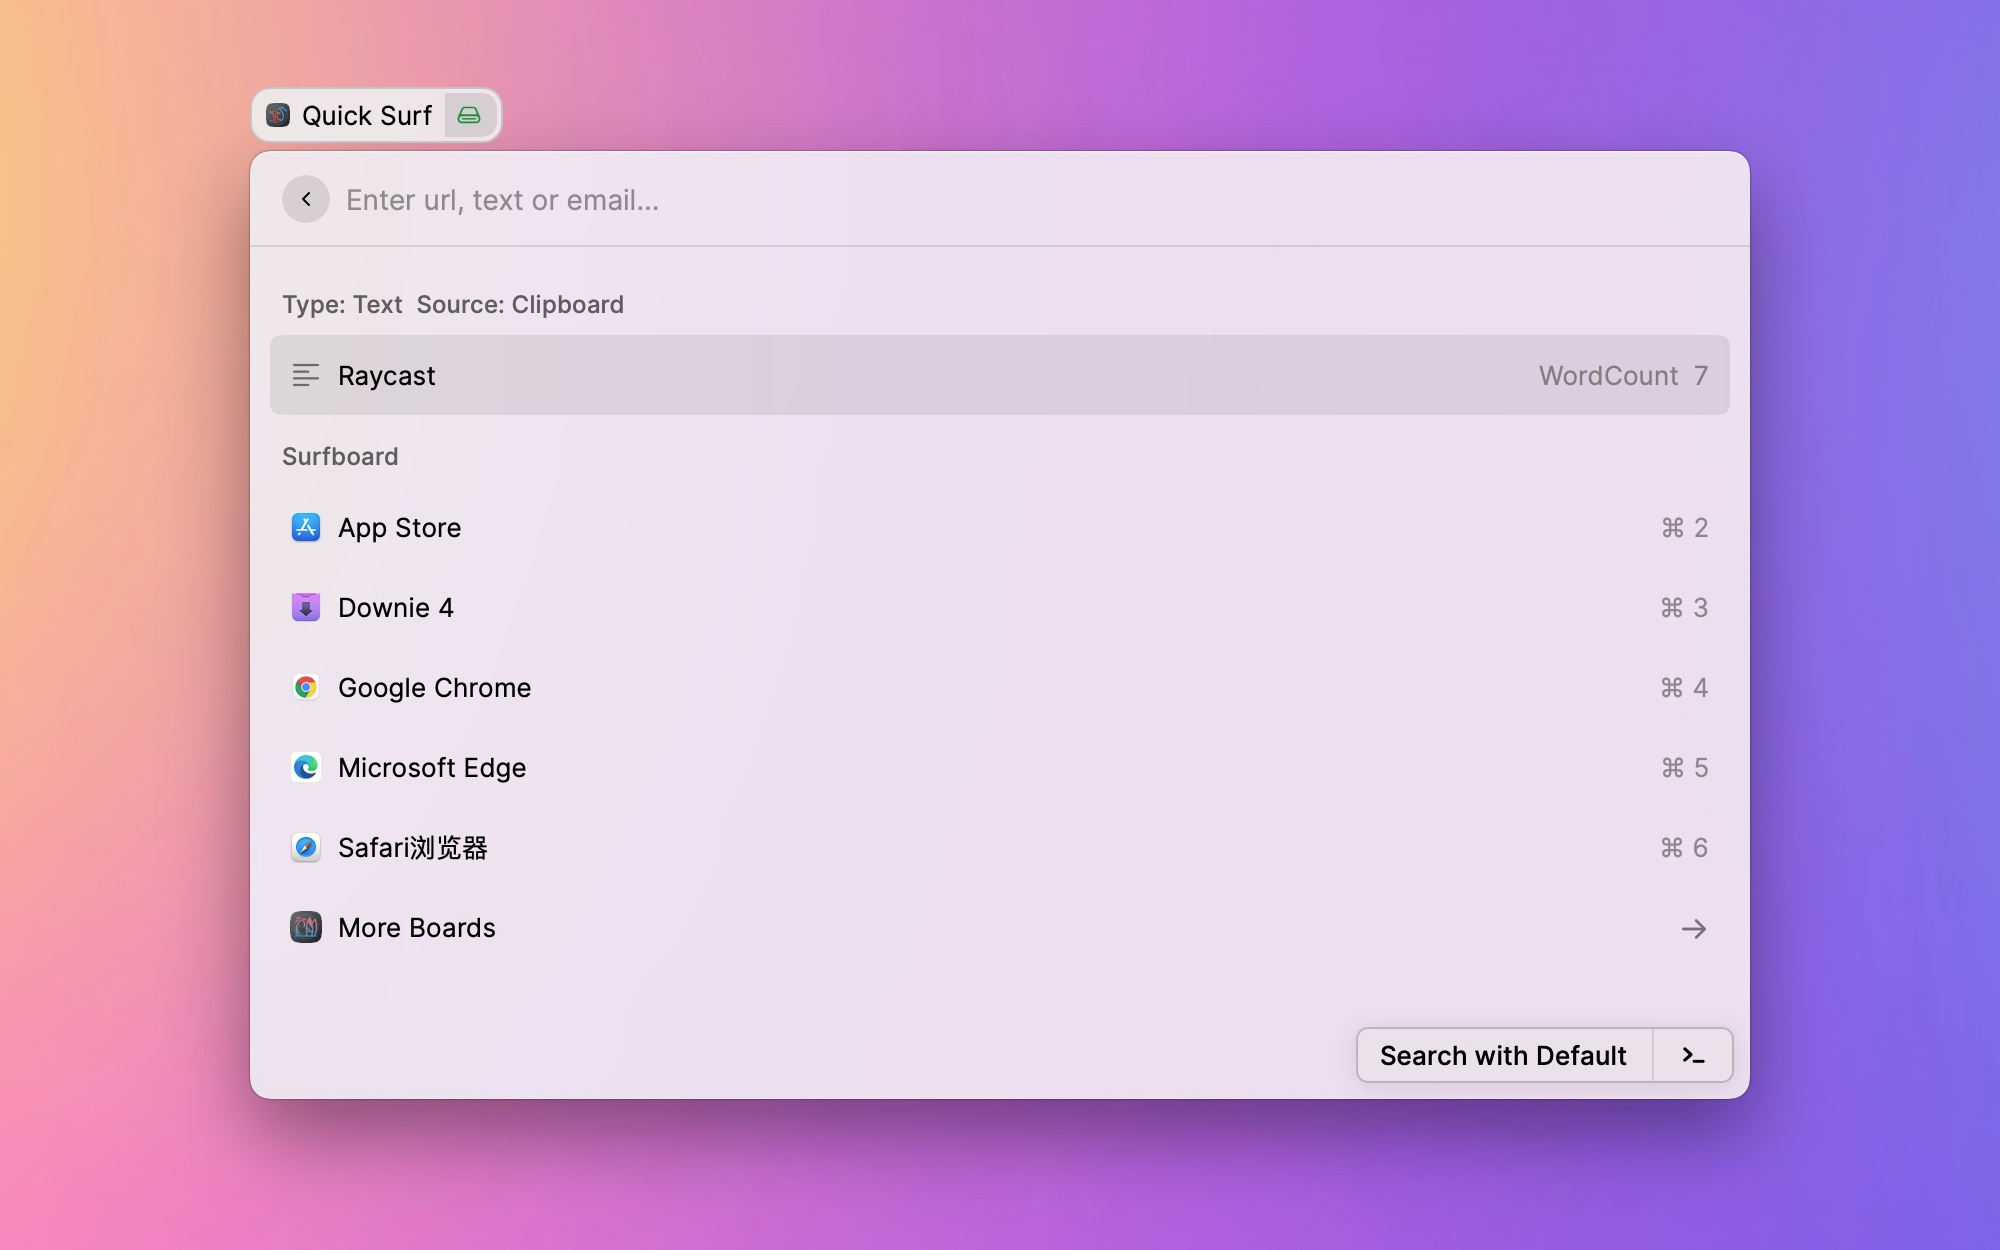 Quick Surf
Enter url, text or email...
Type: Text Source: Clipboard
Raycast WordCount 7
Surfboard
App Store ⌘ 2
Downie 4 ⌘ 3
Google Chrome ⌘ 4
Microsoft Edge ⌘ 5
Safari浏览器 ⌘ 6
More Boards →
Search with Default >_